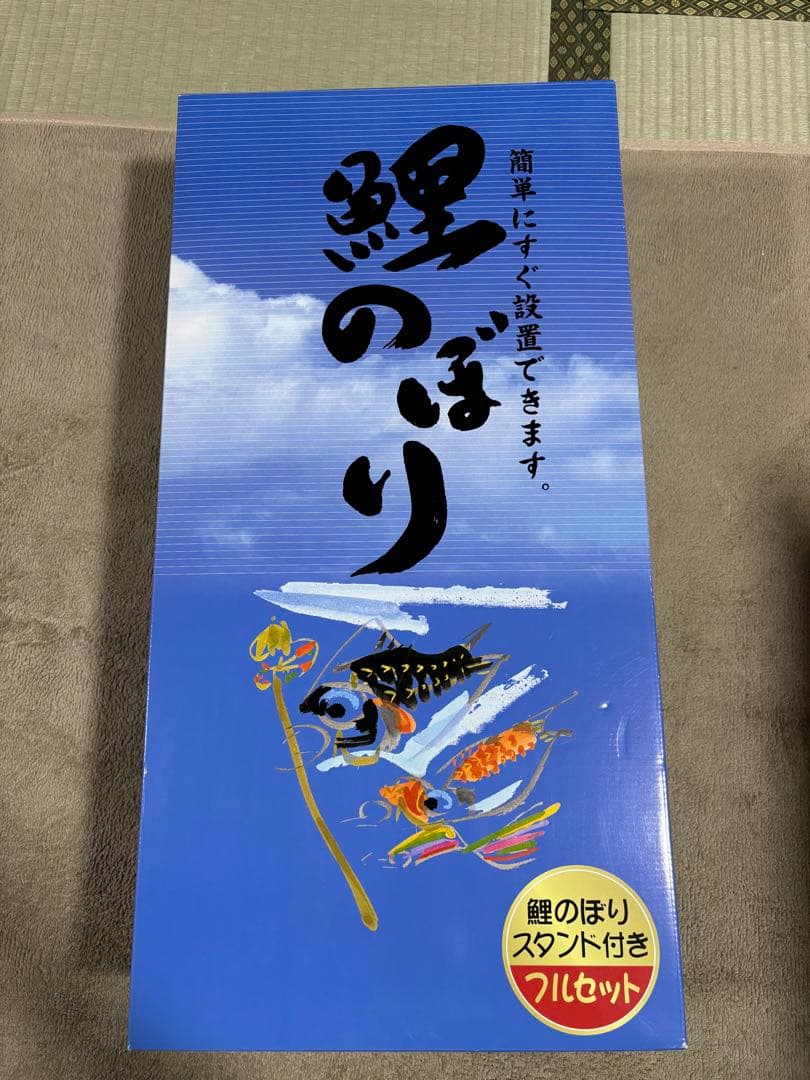 簡単にすぐ設置できます。
鯉のぼり
鯉のぼり
スタンド付き
フルセット